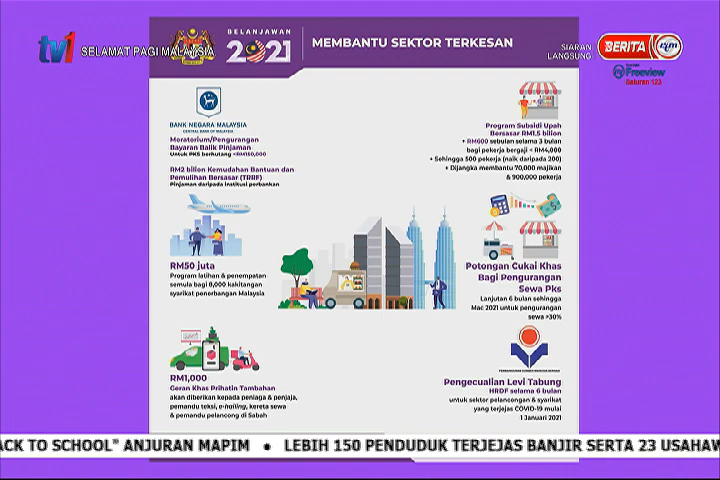 tv1
SELAMAT PAGI MALAYSIA
BELANJAWAN
2021
MEMBANTU SEKTOR TERKESAN
SIARAN
LANGSUNG
BERITA rtm
Freeview
Saluran 123
BANK NEGARA MALAYSIA
CENTRAL BANK OF MALAYSIA
Moratorium/Pengurangan
Bayaran Balik Pinjaman
Untuk PKS berhutang <RM150,000
RM2 bilion Kemudahan Bantuan dan
Pemulihan Bersasar (TRRF)
Pinjaman daripada institusi perbankan
RM50 juta
Program latihan & penempatan
semula bagi 8,000 kakitangan
syarikat penerbangan Malaysia
RM1,000
Geran Khas Prihatin Tambahan
akan diberikan kepada peniaga & penjaja,
pemandu teksi, e-hailing, kereta sewa
& pemandu pelancong di Sabah
Program Subsidi Upah
Bersasar RM1.5 bilion
• RM600 sebulan selama 3 bulan
bagi pekerja bergaji < RM4,000
• Sehingga 500 pekerja (naik daripada 200)
• Dijangka membantu 70,000 majikan
& 900,000 pekerja
Potongan Cukai Khas
Bagi Pengurangan
Sewa Pks
Lanjutan 6 bulan sehingga
Mac 2021 untuk pengurangan
sewa >30%
Pengecualian Levi Tabung
HRDF selama 6 bulan
untuk sektor pelancongan & syarikat
yang terjejas COVID-19 mulai
1 Januari 2021
ACK TO SCHOOL" ANJURAN MAPIM • LEBIH 150 PENDUDUK TERJEJAS BANJIR SERTA 23 USAHAW